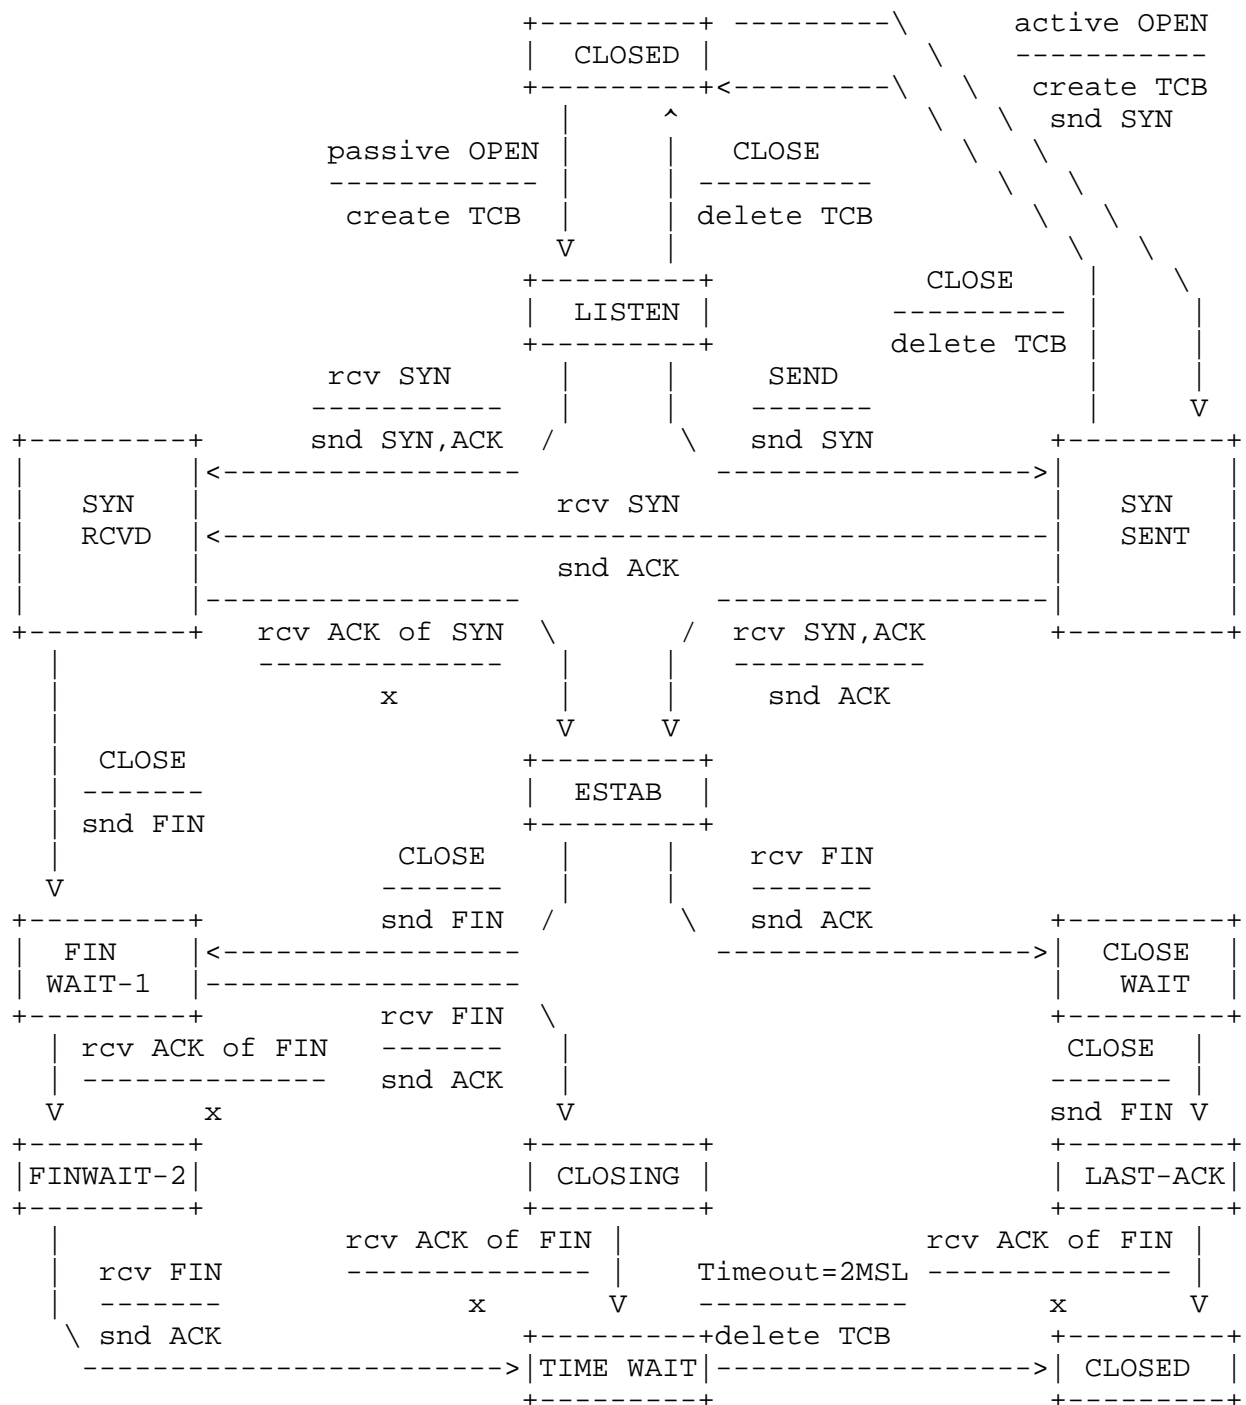 +---------+ ---------\ active OPEN
| CLOSED | \ -----------
+---------+<---------\ \ create TCB
| ^ \ \ snd SYN
passive OPEN | | CLOSE \ \
------------ | | ---------- \ \
create TCB | | delete TCB \ \
V | \ \
+---------+ CLOSE | \
| LISTEN | ---------- | |
+---------+ delete TCB | |
rcv SYN | | SEND | |
----------- | | ------- | V
+---------+ snd SYN,ACK / \ snd SYN +---------+
| |<----------------- ------------------>| |
| SYN | rcv SYN | SYN |
| RCVD |<-----------------------------------------------| SENT |
| | snd ACK | |
| |------------------ -------------------| |
+---------+ rcv ACK of SYN \ / rcv SYN,ACK +---------+
| -------------- | | -----------
| x | | snd ACK
| V V
| CLOSE +---------+
| ------- | ESTAB |
| snd FIN +---------+
| CLOSE | | rcv FIN
V ------- | | -------
+---------+ snd FIN / \ snd ACK +---------+
| FIN |<----------------- ------------------>| CLOSE |
| WAIT-1 |------------------ | WAIT |
+---------+ rcv FIN \ +---------+
| rcv ACK of FIN ------- | CLOSE |
| -------------- snd ACK | ------- |
V x V snd FIN V
+---------+ +---------+ +---------+
|FINWAIT-2| | CLOSING | | LAST-ACK|
+---------+ +---------+ +---------+
| rcv ACK of FIN | rcv ACK of FIN |
| rcv FIN -------------- | Timeout=2MSL -------------- |
| ------- x V ------------ x V
\ snd ACK +---------+delete TCB +---------+
------------------------>|TIME WAIT|------------------>| CLOSED |
+---------+ +---------+